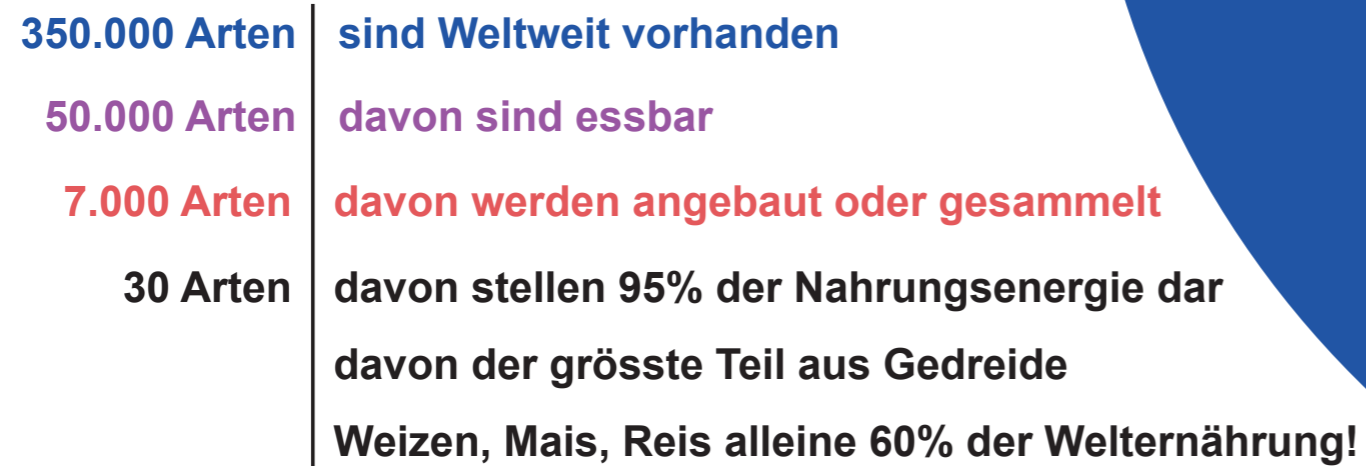 350.000 Arten sind Weltweit vorhanden
50.000 Arten davon sind essbar
7.000 Arten davon werden angebaut oder gesammelt
30 Arten davon stellen 95% der Nahrungsenergie dar
davon der grösste Teil aus Gedreide
Weizen, Mais, Reis alleine 60% der Welternährung!